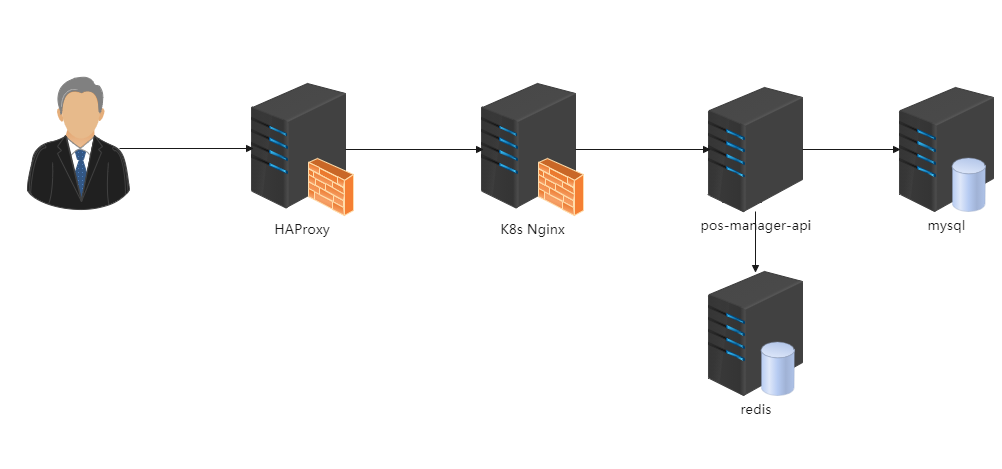 HAProxy
K8s Nginx
pos-manager-api
mysql
redis